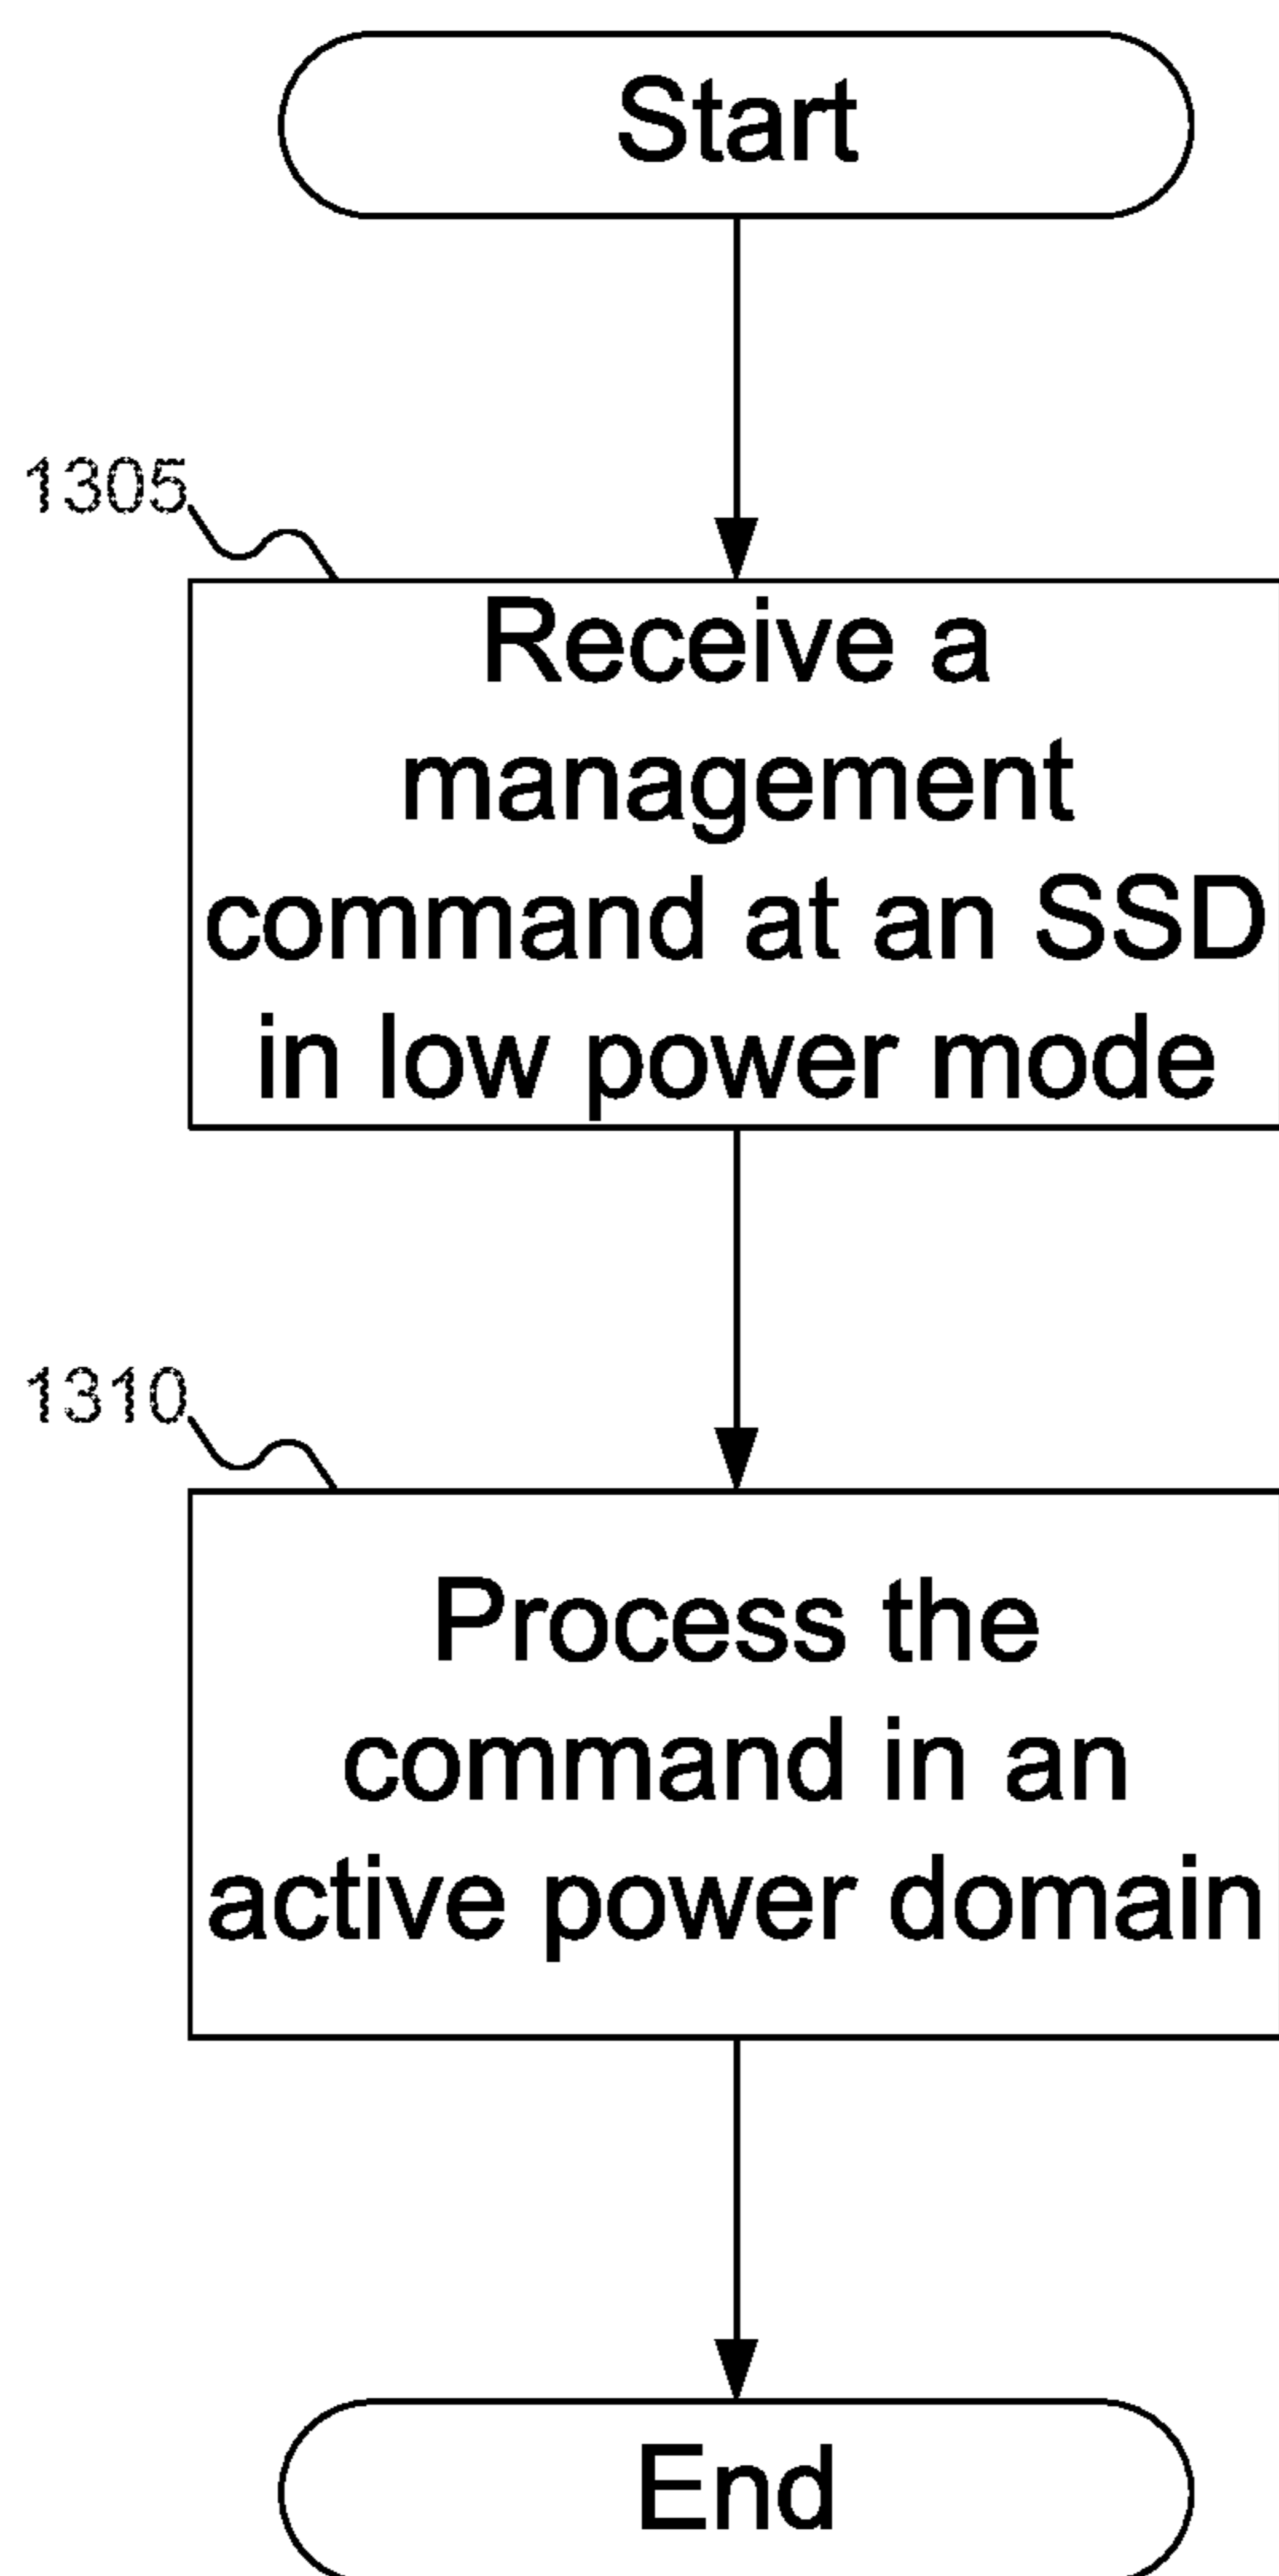 Start
1305
Receive a
management
command at an SSD
in low power mode
1310
Process the
command in an
active power domain
End